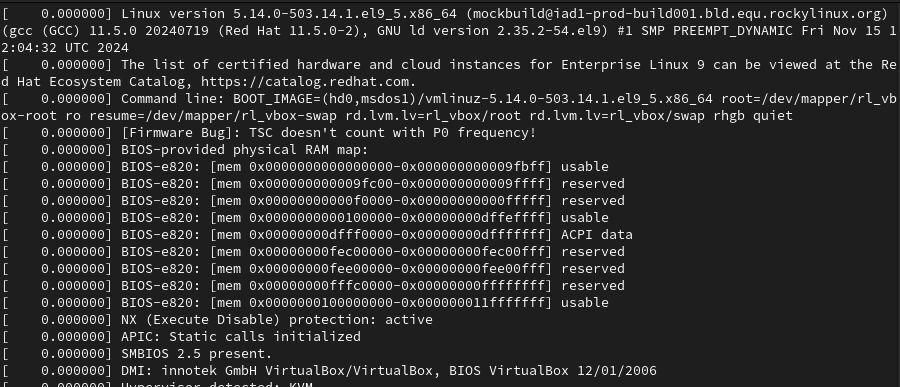 [    0.000000] Linux version 5.14.0-503.14.1.el9_5.x86_64 (mockbuild@iad1-prod-build001.bld.equ.rockylinux.org)
(gcc (GCC) 11.5.0 20240719 (Red Hat 11.5.0-2), GNU ld version 2.35.2-54.el9) #1 SMP PREEMPT_DYNAMIC Fri Nov 15 1
2:04:32 UTC 2024
[    0.000000] The list of certified hardware and cloud instances for Enterprise Linux 9 can be viewed at the Re
d Hat Ecosystem Catalog, https://catalog.redhat.com.
[    0.000000] Command line: BOOT_IMAGE=(hd0,msdos1)/vmlinuz-5.14.0-503.14.1.el9_5.x86_64 root=/dev/mapper/rl_vb
ox-root ro resume=/dev/mapper/rl_vbox-swap rd.lvm.lv=rl_vbox/root rd.lvm.lv=rl_vbox/swap rhgb quiet
[    0.000000] [Firmware Bug]: TSC doesn't count with P0 frequency!
[    0.000000] BIOS-provided physical RAM map:
[    0.000000] BIOS-e820: [mem 0x0000000000000000-0x000000000009fbff] usable
[    0.000000] BIOS-e820: [mem 0x000000000009fc00-0x000000000009ffff] reserved
[    0.000000] BIOS-e820: [mem 0x00000000000f0000-0x00000000000fffff] reserved
[    0.000000] BIOS-e820: [mem 0x0000000000100000-0x00000000dffeffff] usable
[    0.000000] BIOS-e820: [mem 0x00000000dfff0000-0x00000000dfffffff] ACPI data
[    0.000000] BIOS-e820: [mem 0x00000000fec00000-0x00000000fec00fff] reserved
[    0.000000] BIOS-e820: [mem 0x00000000fee00000-0x00000000fee00fff] reserved
[    0.000000] BIOS-e820: [mem 0x00000000fffc0000-0x00000000ffffffff] reserved
[    0.000000] BIOS-e820: [mem 0x0000000100000000-0x000000011fffffff] usable
[    0.000000] NX (Execute Disable) protection: active
[    0.000000] APIC: Static calls initialized
[    0.000000] SMBIOS 2.5 present.
[    0.000000] DMI: innotek GmbH VirtualBox/VirtualBox, BIOS VirtualBox 12/01/2006
[    0.000000] Hypervisor detected: KVM